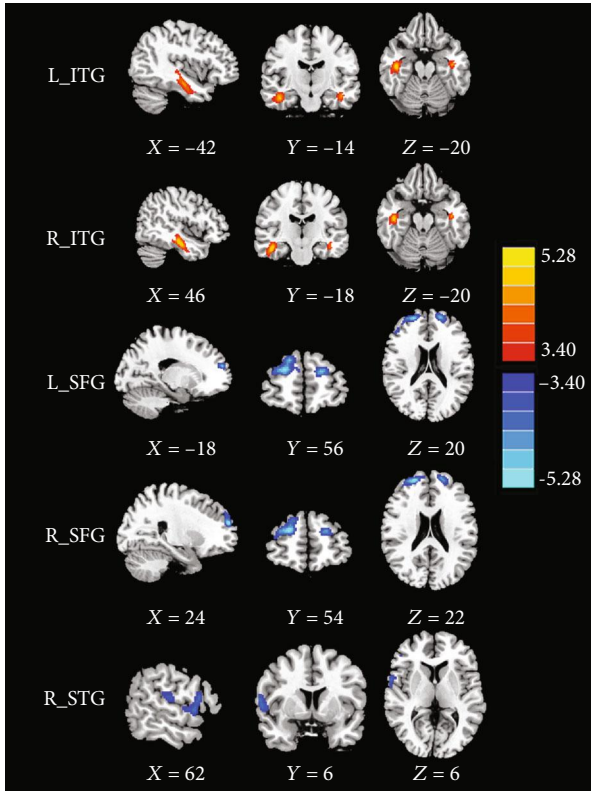 L_ITG
X = –42 Y = –14 Z = –20
R_ITG
X = 46 Y = –18 Z = –20
5.28
3.40
–3.40
-5.28
L_SFG
X = –18 Y = 56 Z = 20
R_SFG
X = 24 Y = 54 Z = 22
R_STG
X = 62 Y = 6 Z = 6